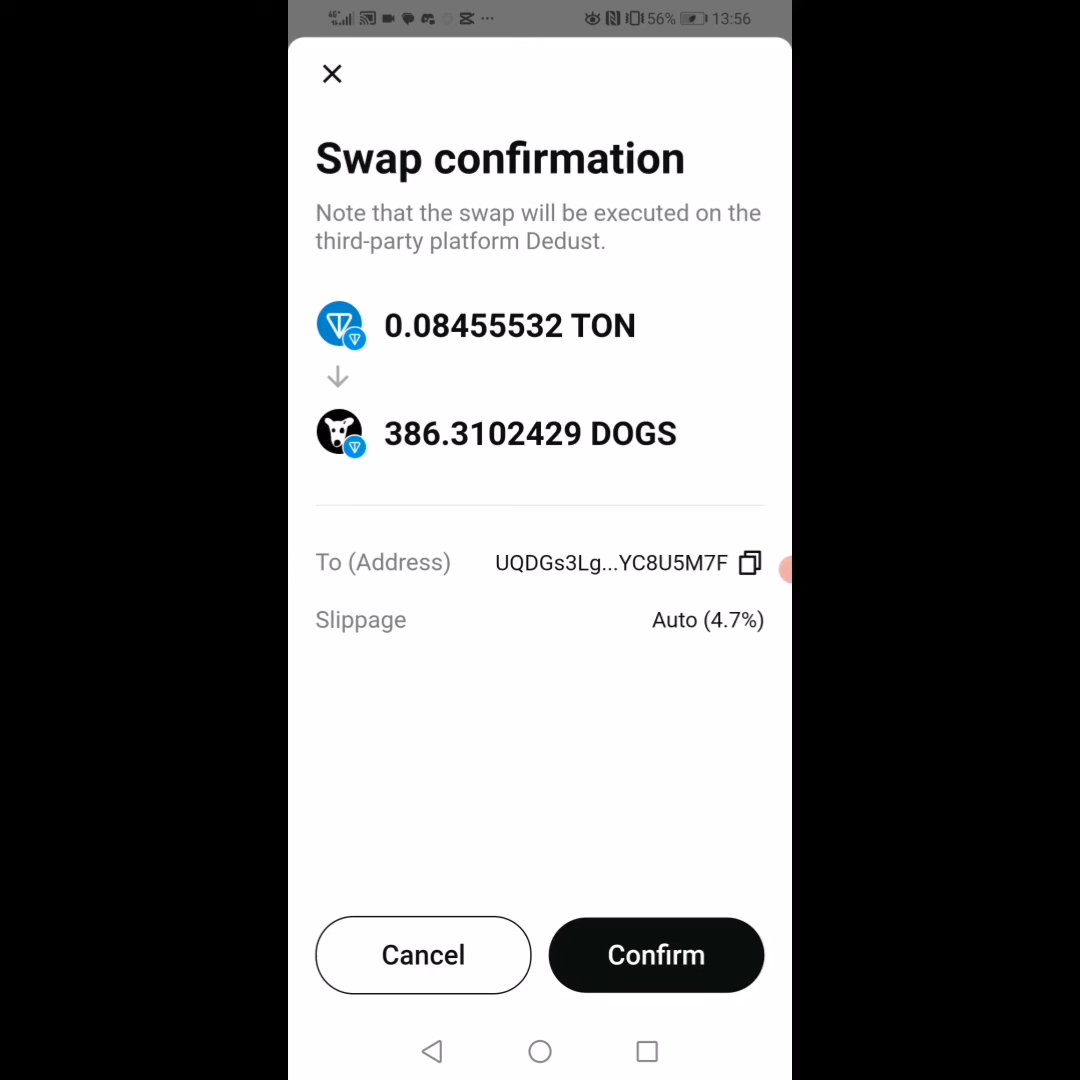 56% 13:56
Swap confirmation
Note that the swap will be executed on the
third-party platform Dedust.
0.08455532 TON
386.3102429 DOGS
To (Address) UQDGs3Lg...YC8U5M7F
Slippage Auto (4.7%)
Cancel Confirm